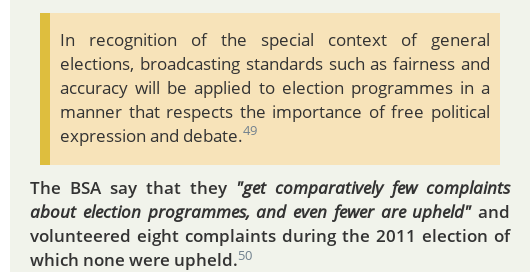 In recognition of the special context of general
elections, broadcasting standards such as fairness and
accuracy will be applied to election programmes in a
manner that respects the importance of free political
expression and debate.49
The BSA say that they "get comparatively few complaints
about election programmes, and even fewer are upheld" and
volunteered eight complaints during the 2011 election of
which none were upheld.50